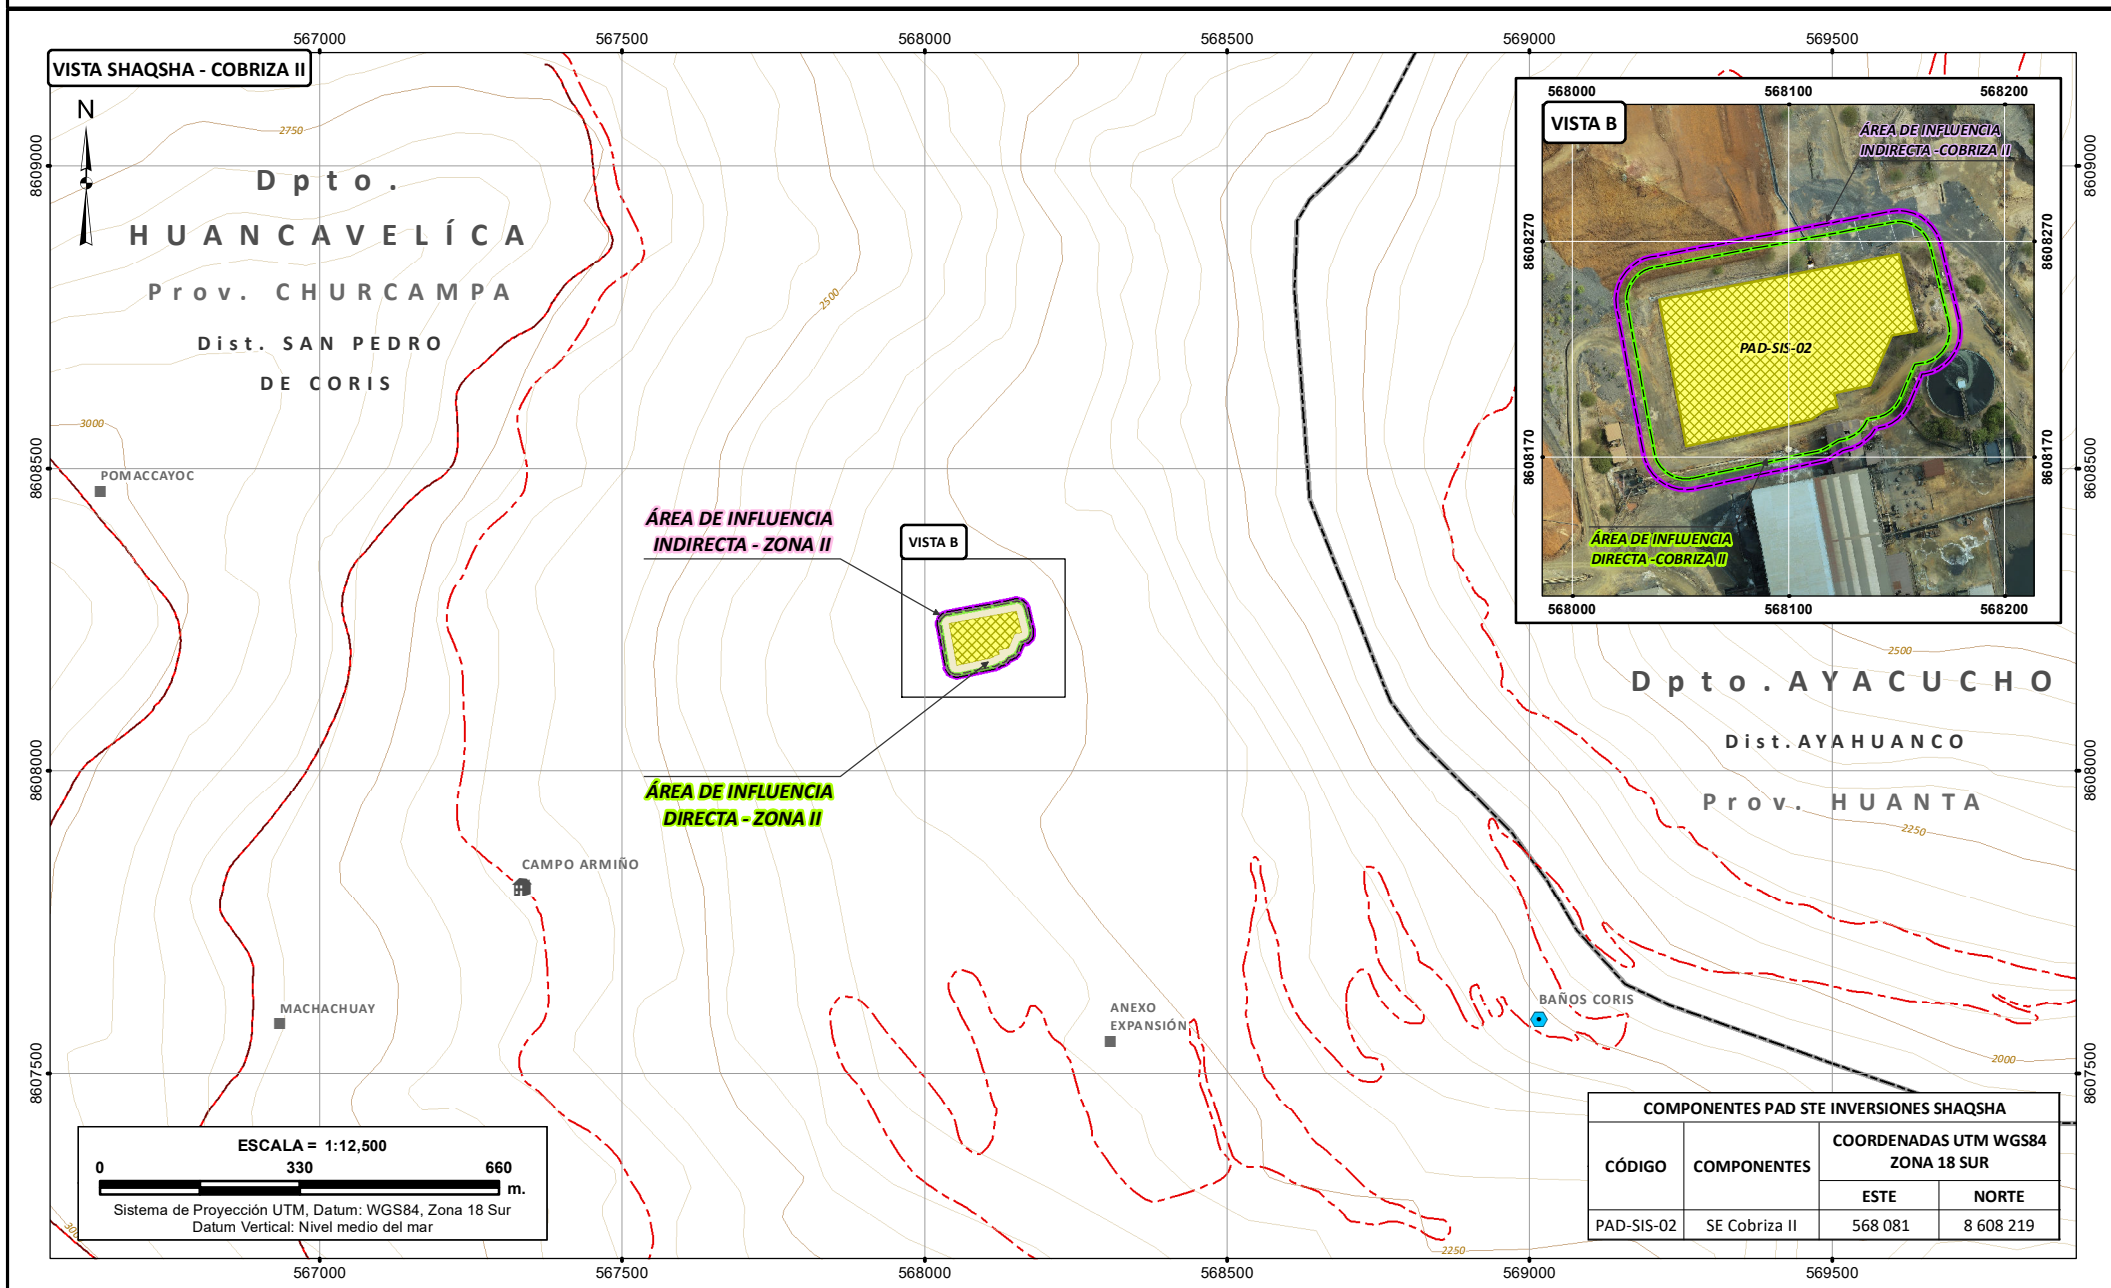 567000 567500 568000 568500 569000 569500
VISTA SHAQSHA - COBRIZA II
N
2750
8609000
8609000
Dpto.
HUANCAVELÍCA
Prov. CHURCAMPA
Dist. SAN PEDRO
DE CORIS
2500
3000
8608500
8608500
POMACCAYOC
568000 568100 568200
VISTA B
ÁREA DE INFLUENCIA
INDIRECTA -COBRIZA II
8608270
8608270
PAD-SIS-02
8608170
8608170
ÁREA DE INFLUENCIA
DIRECTA -COBRIZA II
568000 568100 568200
ÁREA DE INFLUENCIA
INDIRECTA - ZONA II
VISTA B
2500
Dpto. AYACUCHO
Dist. AYAHUANCO
Prov. HUANTA
2250
8608000
8608000
ÁREA DE INFLUENCIA
DIRECTA - ZONA II
CAMPO ARMIÑO
MACHACHUAY
ANEXO
EXPANSIÓN
BAÑOS CORIS
2000
8607500
8607500
ESCALA = 1:12,500
0 330 660
m.
Sistema de Proyección UTM, Datum: WGS84, Zona 18 Sur
Datum Vertical: Nivel medio del mar
2250
COMPONENTES PAD STE INVERSIONES SHAQSHA
CÓDIGO COMPONENTES COORDENADAS UTM WGS84
ZONA 18 SUR
ESTE NORTE
PAD-SIS-02 SE Cobriza II 568 081 8 608 219
567000 567500 568000 568500 569000 569500